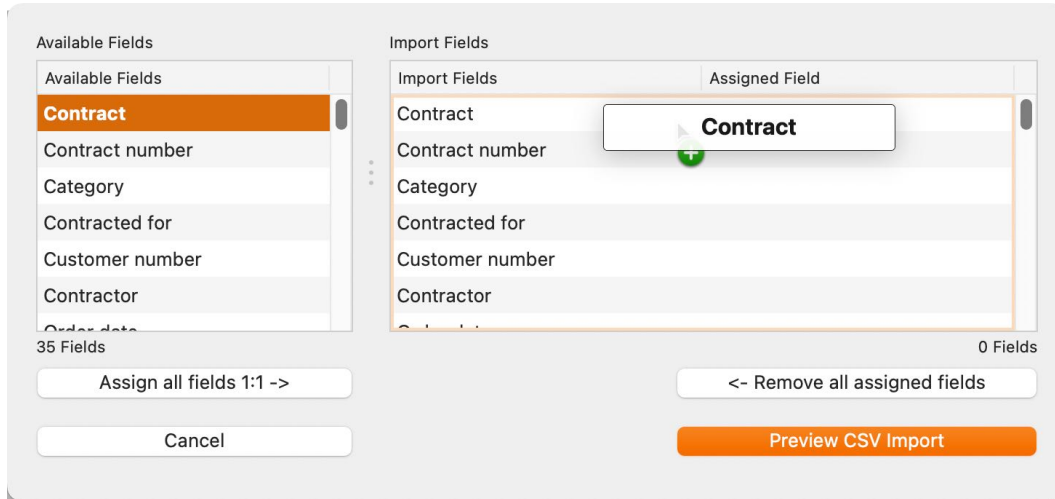 Available Fields
Import Fields
Available Fields
Import Fields Assigned Field
Contract
Contract number
Category
Contracted for
Customer number
Contractor
Order date
Contract
Contract number
Category
Contracted for
Customer number
Contractor
Contract
35 Fields
0 Fields
Assign all fields 1:1 ->
<- Remove all assigned fields
Cancel
Preview CSV Import